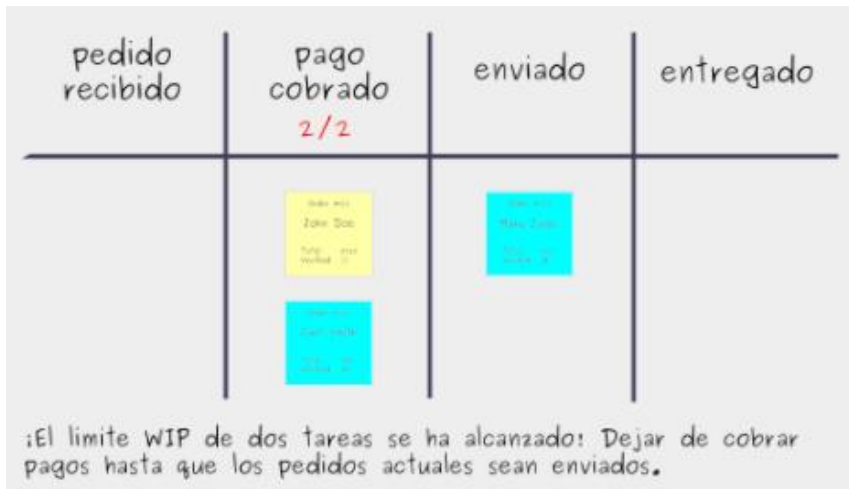 pedido
recibido
pago
cobrado
2/2
enviado
entregado
John Doe
¡El limite WIP de dos tareas se ha alcanzado! Dejar de cobrar
pagos hasta que los pedidos actuales sean enviados.